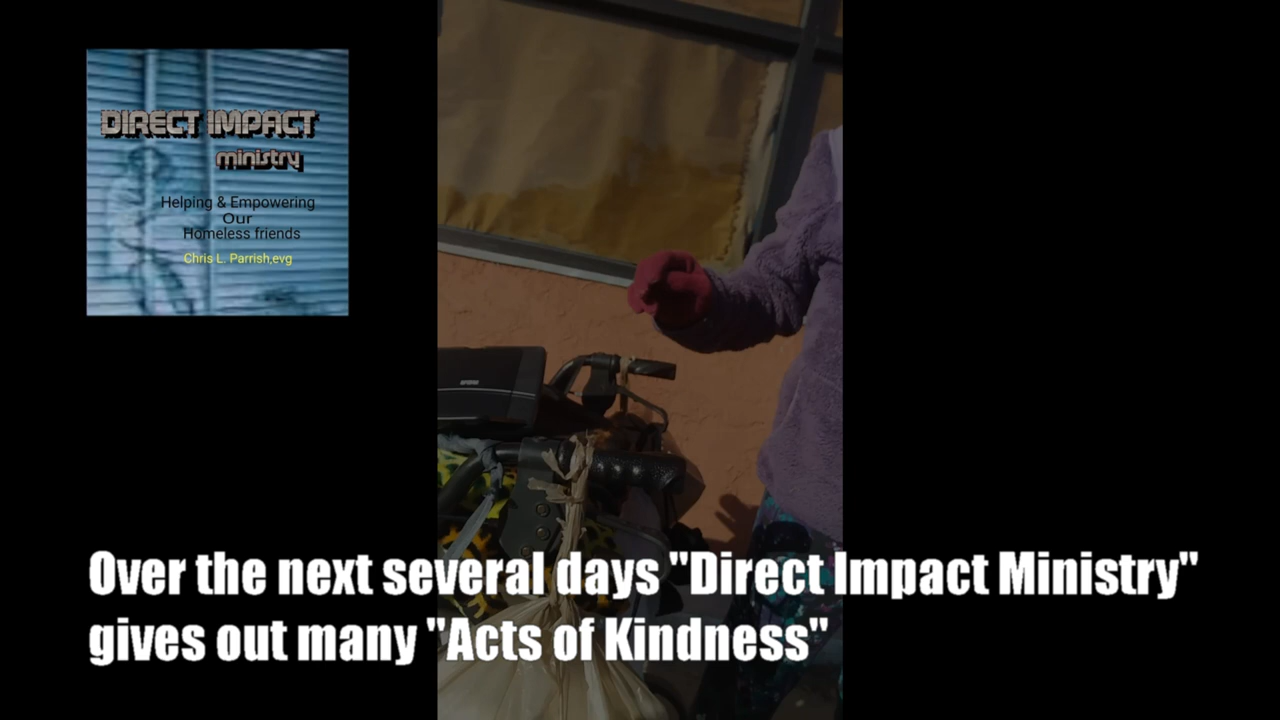 DIRECT IMPACT
ministry
Helping & Empowering
Our
Homeless friends
Chris L. Parrish,evg
Over the next several days "Direct Impact Ministry"
gives out many "Acts of Kindness"